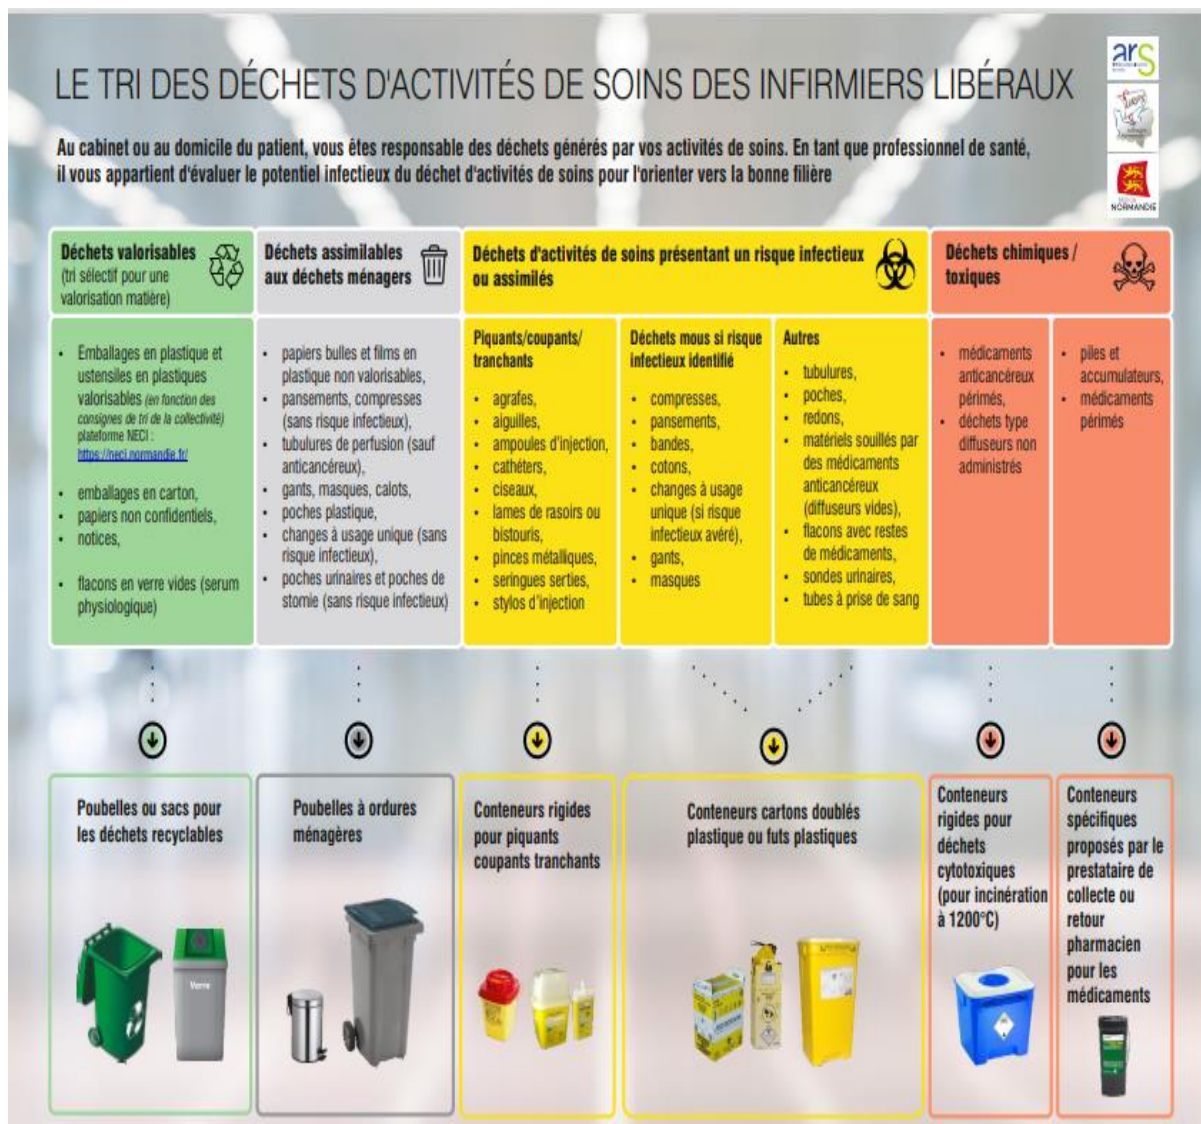 ars
LE TRI DES DÉCHETS D'ACTIVITÉS DE SOINS DES INFIRMIERS LIBÉRAUX
Au cabinet ou au domicile du patient, vous êtes responsable des déchets générés par vos activités de soins. En tant que professionnel de santé,
il vous appartient d'évaluer le potentiel infectieux du déchet d'activités de soins pour l'orienter vers la bonne filière
NORMANDIE
Déchets valorisables
(tri sélectif pour une
valorisation matière)
• Emballages en plastique et
ustensiles en plastiques
valorisables (en fonction des
consignes de tri de la collectivité)
plateforme NECI :
https://neci.normandie.fr/
• emballages en carton,
• papiers non confidentiels,
• notices,
• flacons en verre vides (serum
physiologique)
Déchets assimilables
aux déchets ménagers
• papiers bulles et films en
plastique non valorisables,
• pansements, compresses
(sans risque infectieux),
• tubulures de perfusion (sauf
anticancéreux),
• gants, masques, calots,
• poches plastique,
• changes à usage unique (sans
risque infectieux),
• poches urinaires et poches de
stomie (sans risque infectieux)
Déchets d'activités de soins présentant un risque infectieux
ou assimilés
Piquants/coupants/
tranchants
• agrafes,
• aiguilles,
• ampoules d'injection,
• cathéters,
• ciseaux,
• lames de rasoirs ou
bistouris,
• pinces métalliques,
• seringues serties,
• stylos d'injection
Déchets mous si risque
infectieux identifié
• compresses,
• pansements,
• bandes,
• cotons,
• changes à usage
unique (si risque
infectieux avéré),
• gants,
• masques
Autres
• tubulures,
• poches,
• redons,
• matériels souillés par
des médicaments
anticancéreux
(diffuseurs vides),
• flacons avec restes
de médicaments,
• sondes urinaires,
• tubes à prise de sang
Déchets chimiques /
toxiques
• médicaments
anticancéreux
périmés,
• déchets type
diffuseurs non
administrés
• piles et
accumulateurs,
• médicaments
périmés
Poubelles ou sacs pour
les déchets recyclables
Verre
Poubelles à ordures
ménagères
Conteneurs rigides
pour piquants
coupants tranchants
Conteneurs cartons doublés
plastique ou futs plastiques
Conteneurs
rigides pour
déchets
cytotoxiques
(pour incinération
à 1200°C)
Conteneurs
spécifiques
proposés par le
prestataire de
collecte ou
retour
pharmacien
pour les
médicaments